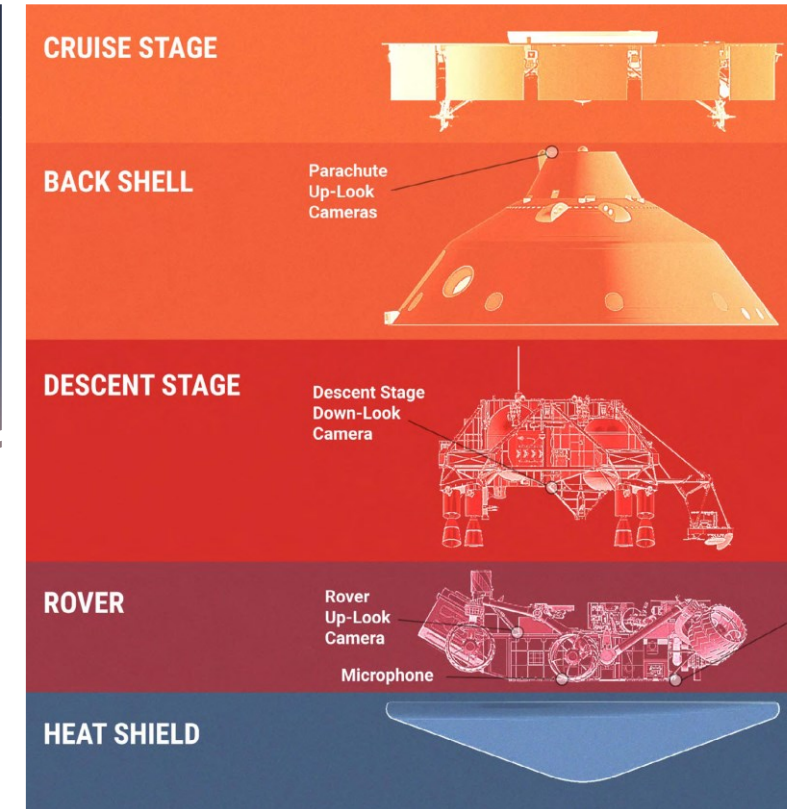 CRUISE STAGE
BACK SHELL
Parachute
Up-Look
Cameras
DESCENT STAGE
Descent Stage
Down-Look
Camera
ROVER
Rover
Up-Look
Camera
Microphone
HEAT SHIELD